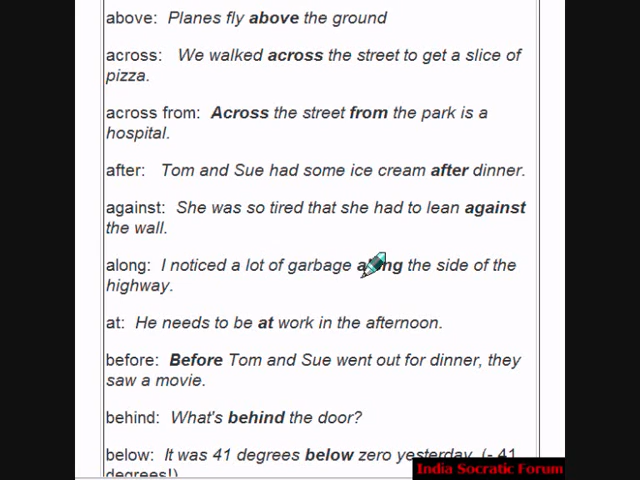 above: Planes fly above the ground
across: We walked across the street to get a slice of
pizza.
across from: Across the street from the park is a
hospital.
after: Tom and Sue had some ice cream after dinner.
against: She was so tired that she had to lean against
the wall.
along: I noticed a lot of garbage along the side of the
highway.
at: He needs to be at work in the afternoon.
before: Before Tom and Sue went out for dinner, they
saw a movie.
behind: What's behind the door?
below: It was 41 degrees below zero yesterday. (- 41
degrees!)
India Socratic Forum